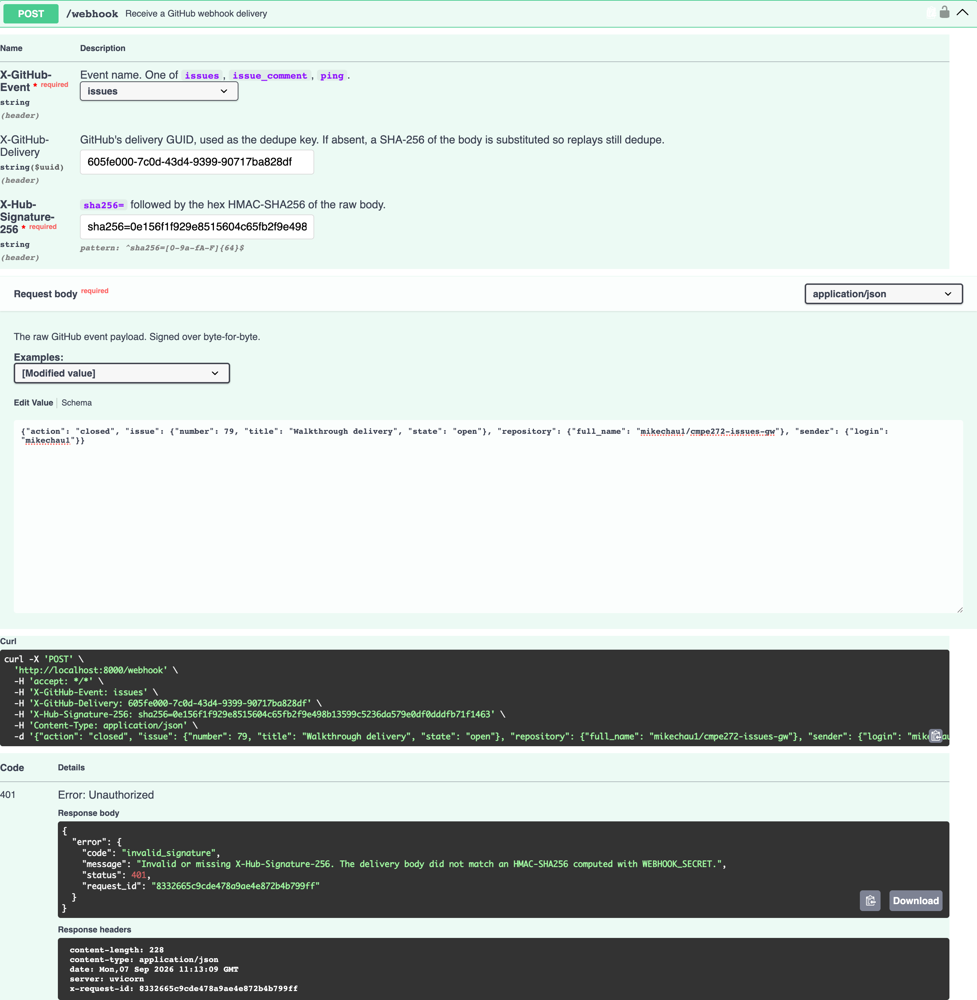 POST /webhook Receive a GitHub webhook delivery
Name Description
X-GitHub-Event * required
string
(header)
Event name. One of issues , issue_comment , ping .
issues
X-GitHub-Delivery
string($uuid)
(header)
GitHub's delivery GUID, used as the dedupe key. If absent, a SHA-256 of the body is substituted so replays still dedupe.
605fe000-7c0d-43d4-9399-90717ba828df
X-Hub-Signature-256 * required
string
(header)
sha256= followed by the hex HMAC-SHA256 of the raw body.
sha256=0e156f1f929e8515604c65fb2f9e498
pattern: ^sha256=[0-9a-fA-F]{64}$
Request body required
application/json
The raw GitHub event payload. Signed over byte-for-byte.
Examples:
[Modified value]
Edit Value Schema
{"action": "closed", "issue": {"number": 79, "title": "Walkthrough delivery", "state": "open"}, "repository": {"full_name": "mikechau1/cmpe272-issues-gw"}, "sender": {"login":
"mikechau1"}}
Curl
curl -X 'POST' \
'http://localhost:8000/webhook' \
-H 'accept: */*' \
-H 'X-GitHub-Event: issues' \
-H 'X-GitHub-Delivery: 605fe000-7c0d-43d4-9399-90717ba828df' \
-H 'X-Hub-Signature-256: sha256=0e156f1f929e8515604c65fb2f9e498b13599c5236da579e0df0dddfb71f1463' \
-H 'Content-Type: application/json' \
-d '{"action": "closed", "issue": {"number": 79, "title": "Walkthrough delivery", "state": "open"}, "repository": {"full_name": "mikechau1/cmpe272-issues-gw"}, "sender": {"login":
Code Details
401 Error: Unauthorized
Response body
{
"error": {
"code": "invalid_signature",
"message": "Invalid or missing X-Hub-Signature-256. The delivery body did not match an HMAC-SHA256 computed with WEBHOOK_SECRET.",
"status": 401,
"request_id": "8332665c9cde478a9ae4e872b4b799ff"
}
}
Download
Response headers
content-length: 228
content-type: application/json
date: Mon,07 Sep 2026 11:13:09 GMT
server: uvicorn
x-request-id: 8332665c9cde478a9ae4e872b4b799ff